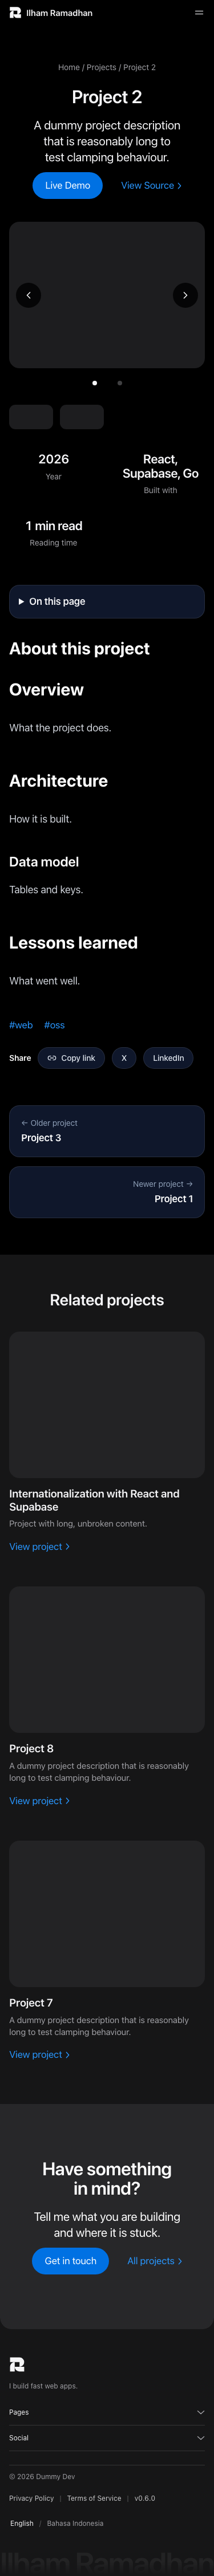 Ilham Ramadhan
Home / Projects / Project 2
Project 2
A dummy project description
that is reasonably long to
test clamping behaviour.
Live Demo
View Source
2026
Year
React,
Supabase, Go
Built with
1 min read
Reading time
On this page
About this project
Overview
What the project does.
Architecture
How it is built.
Data model
Tables and keys.
Lessons learned
What went well.
#web #oss
Share Copy link X LinkedIn
← Older project
Project 3
Newer project →
Project 1
Related projects
Internationalization with React and
Supabase
Project with long, unbroken content.
View project
Project 8
A dummy project description that is reasonably
long to test clamping behaviour.
View project
Project 7
A dummy project description that is reasonably
long to test clamping behaviour.
View project
Have something
in mind?
Tell me what you are building
and where it is stuck.
Get in touch
All projects
I build fast web apps.
Pages
Social
© 2026 Dummy Dev
Privacy Policy | Terms of Service | v0.6.0
English / Bahasa Indonesia
Ilham Ramadhan